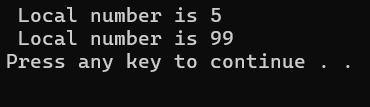 Local number is 5
Local number is 99
Press any key to continue . .